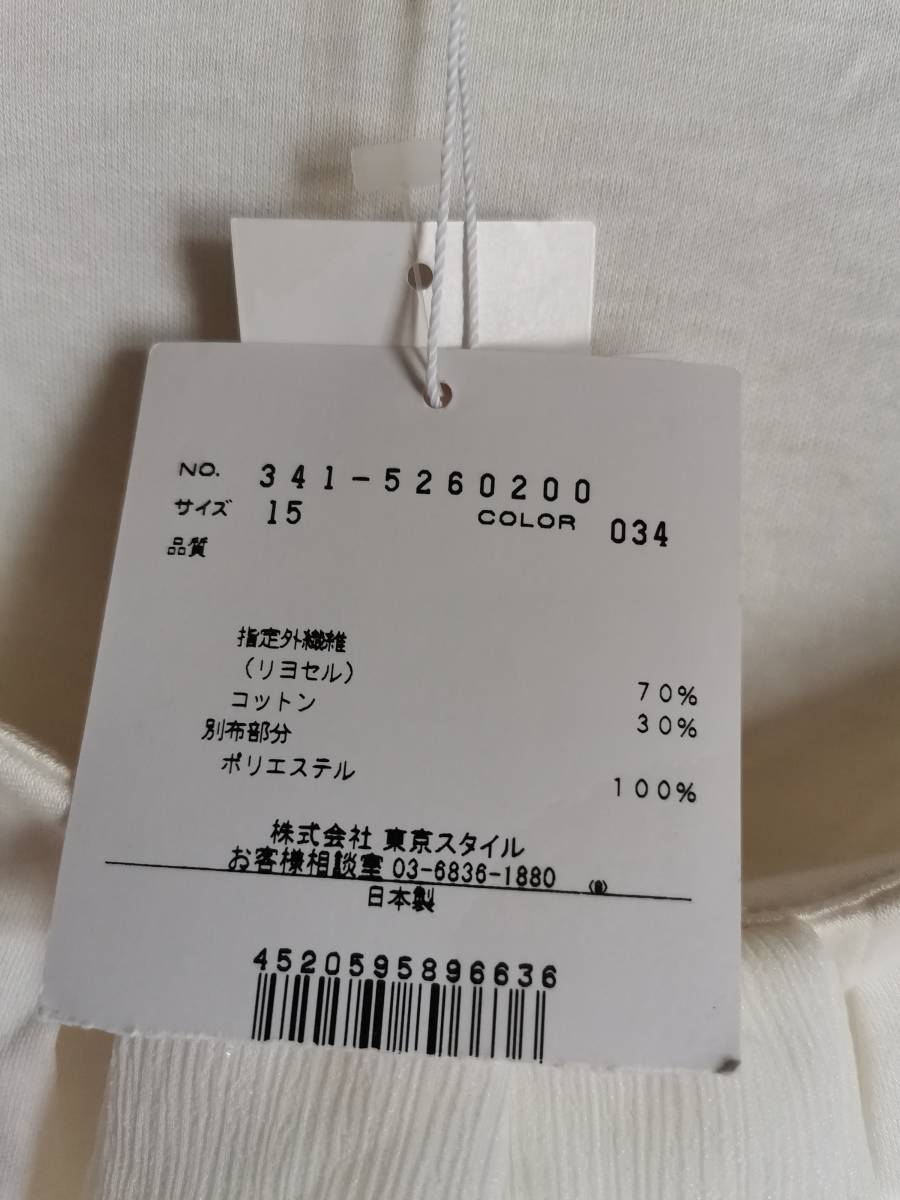 NO. 341-5260200
サイズ 15 COLOR 034
品質
指定外繊維
(リヨセル) 70%
コットン 30%
別布部分
ポリエステル 100%
株式会社 東京スタイル
お客様相談室 03-6836-1880
日本製
4520595896636